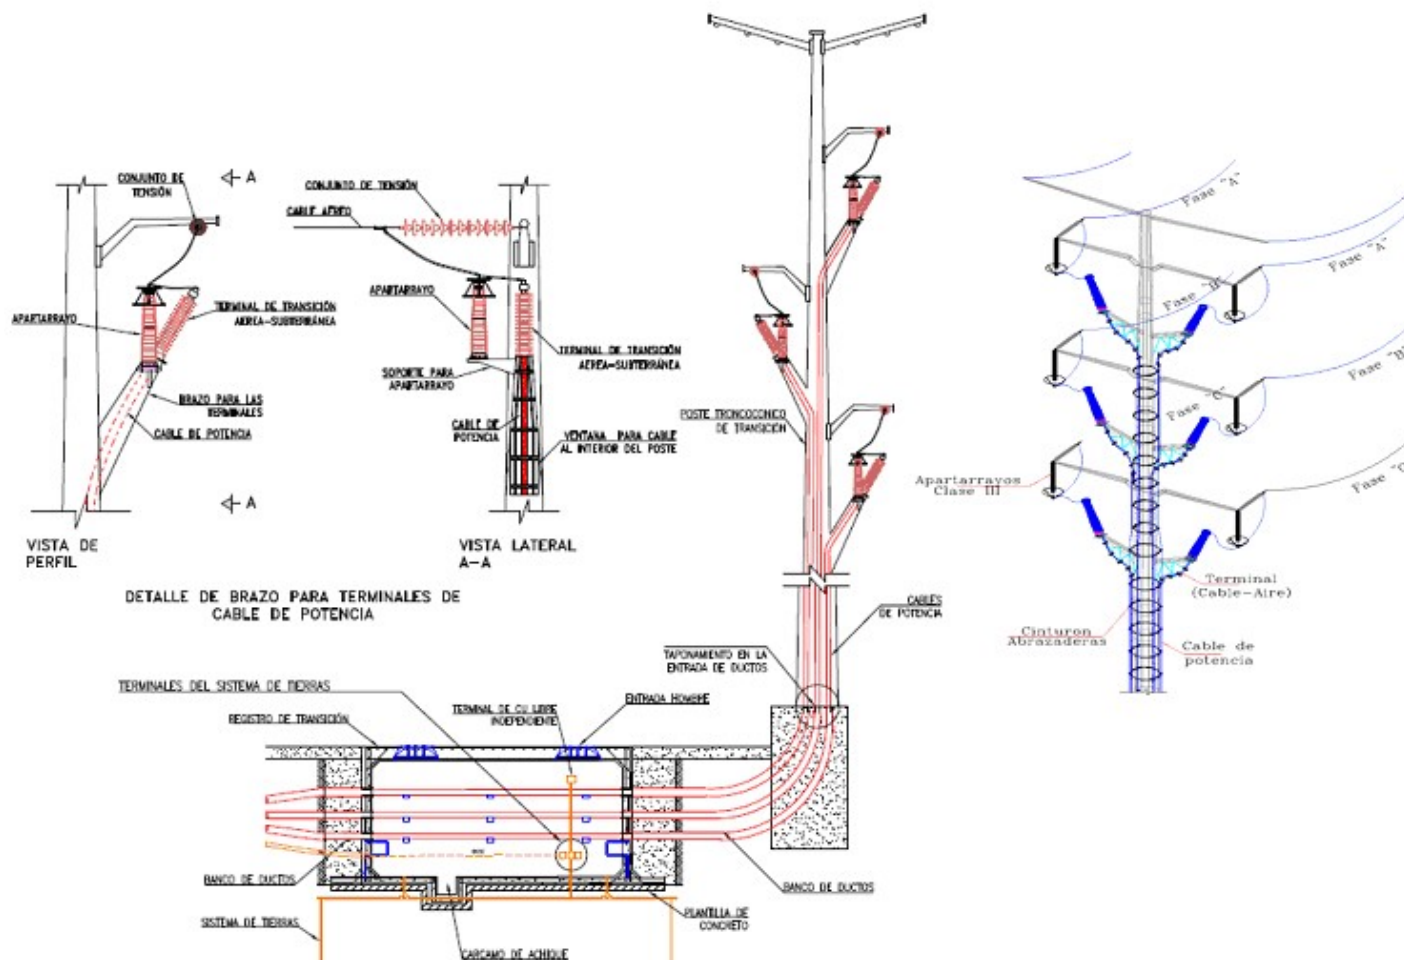 CONJUNTO DE
TENSIÓN
A
APARTARRAYO
TERMINAL DE TRANSICIÓN
AEREA-SUBTERRÁNEA
BRAZO PARA LAS
TERMINALES
CABLE DE POTENCIA
A
VISTA DE
PERFIL
CONJUNTO DE TENSIÓN
CABLE AÉREO
APARTARRAYO
TERMINAL DE TRANSICIÓN
AEREA-SUBTERRÁNEA
SOPORTE PARA
APARTARRAYO
CABLE DE
POTENCIA
VENTANA PARA CABLE
AL INTERIOR DEL POSTE
VISTA LATERAL
A-A
DETALLE DE BRAZO PARA TERMINALES DE
CABLE DE POTENCIA
POSTE TRONCOCONICO
DE TRANSICIÓN
CABLES
DE POTENCIA
TAPONAMIENTO EN LA
ENTRADA DE DUCTOS
TERMINALES DEL SISTEMA DE TIERRAS
REGISTRO DE TRANSICIÓN
TERMINAL DE CU LIBRE
INDEPENDIENTE
ENTRADA HOMBRE
BANCO DE DUCTOS
SISTEMA DE TIERRAS
CARCAMO DE ACHIQUE
PLANTILLA DE
CONCRETO
BANCO DE DUCTOS
Fase "A"
Fase "A"
Fase "B"
Fase "B"
Fase "C"
Fase "C"
Apartarrayos
Clase III
Terminal
(Cable-Aire)
Cinturon
Abrazaderas
Cable de
potencia